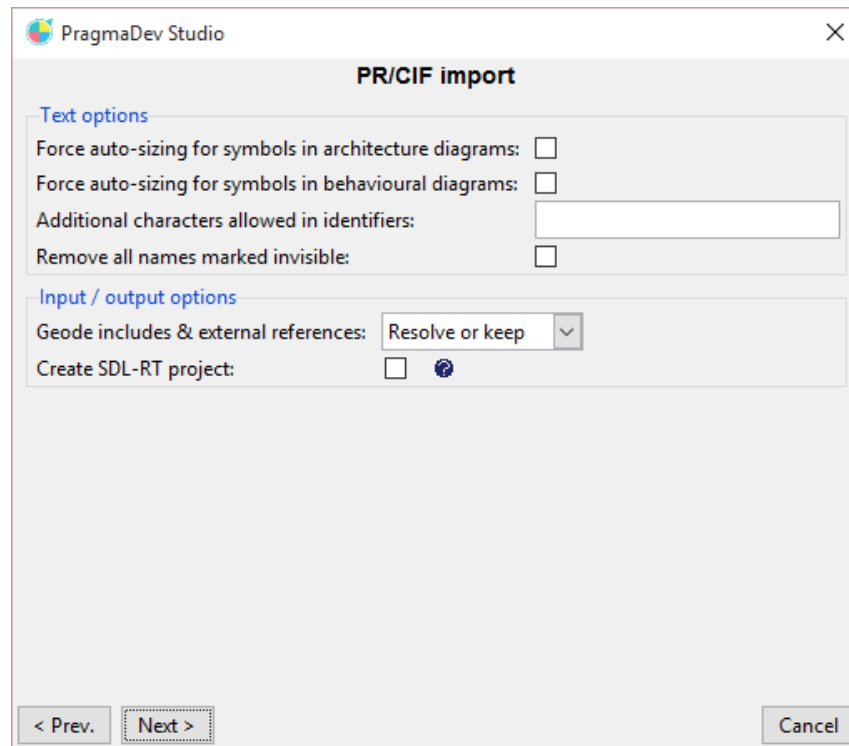 PragmaDev Studio
PR/CIF import
Text options
Force auto-sizing for symbols in architecture diagrams:
Force auto-sizing for symbols in behavioural diagrams:
Additional characters allowed in identifiers:
Remove all names marked invisible:
Input / output options
Geode includes & external references: Resolve or keep
Create SDL-RT project: ?
< Prev. Next > Cancel